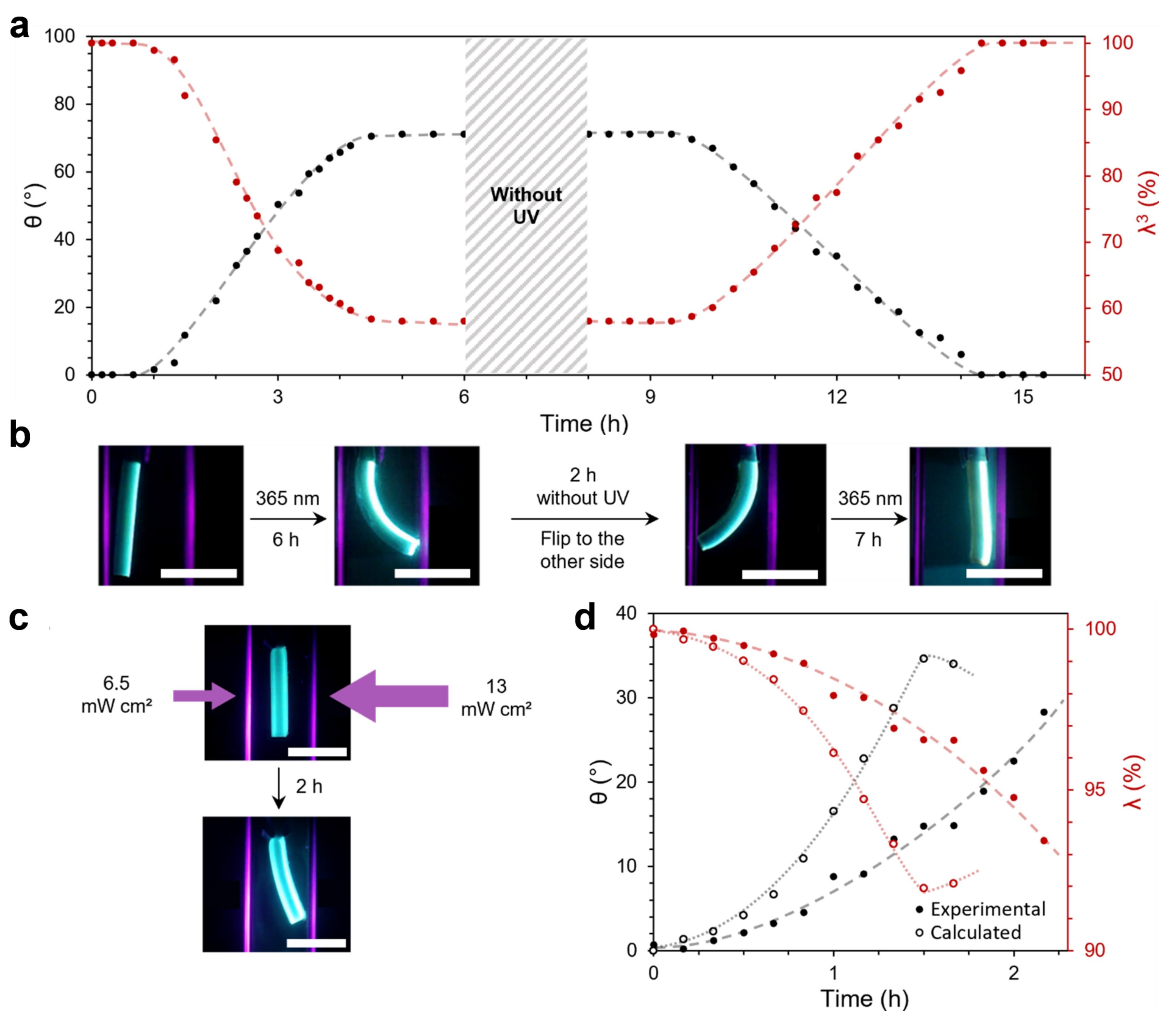 a
100
80
60
40
20
0
θ (°)
Without
UV
100
90
80
70
60
50
λ³ (%)
0
3
6
9
12
15
Time (h)
b
365 nm
6 h
2 h
without UV
Flip to the
other side
365 nm
7 h
c
6.5
mW cm²
13
mW cm²
2 h
d
40
30
20
10
0
θ (°)
100
95
90
λ (%)
Experimental
Calculated
0
1
2
Time (h)